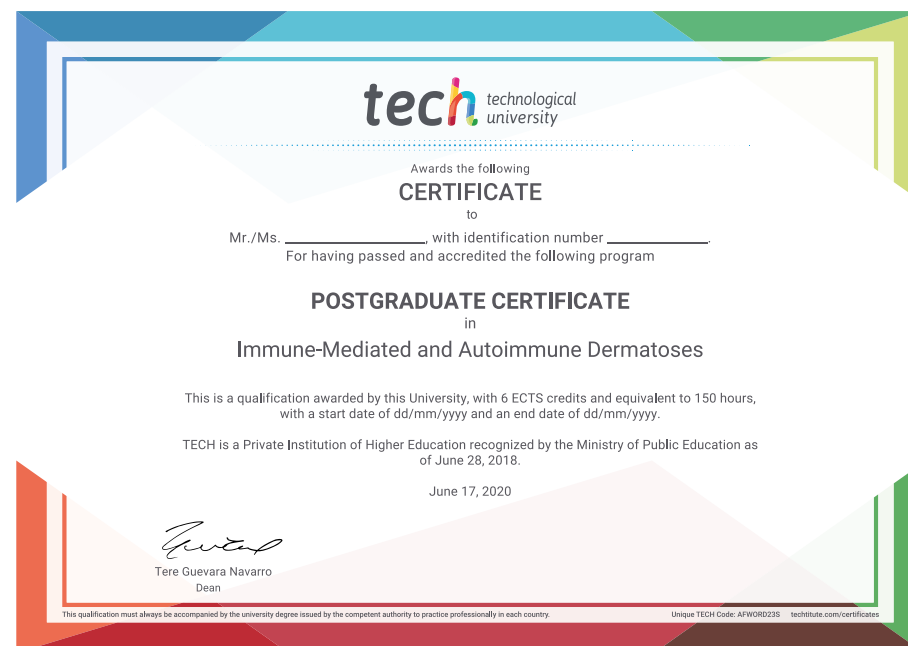 tech technological
university
Awards the following
CERTIFICATE
to
Mr./Ms. ____________________, with identification number ______________.
For having passed and accredited the following program
POSTGRADUATE CERTIFICATE
in
Immune-Mediated and Autoimmune Dermatoses
This is a qualification awarded by this University, with 6 ECTS credits and equivalent to 150 hours,
with a start date of dd/mm/yyyy and an end date of dd/mm/yyyy.
TECH is a Private Institution of Higher Education recognized by the Ministry of Public Education as
of June 28, 2018.
June 17, 2020
Tere Guevara Navarro
Dean
This qualification must always be accompanied by the university degree issued by the competent authority to practice professionally in each country.
Unique TECH Code: AFWORD23S techtitute.com/certificates